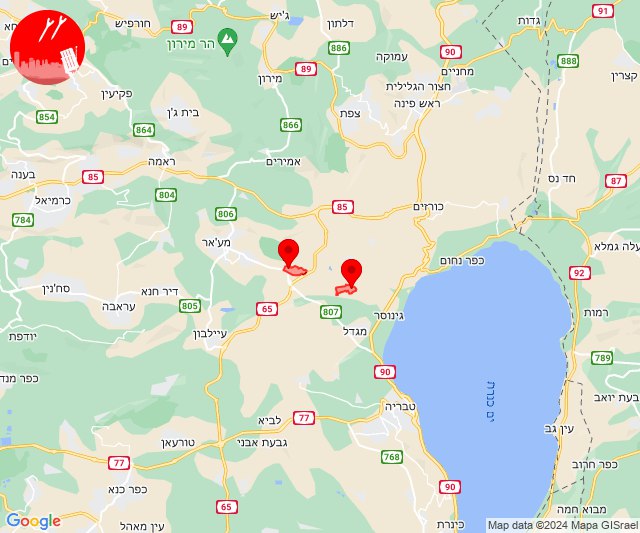 91
גדות
ג'יש
דלתון
חורפיש
89
הר מירון
886
עמוקה
90
888
קצרין
מחניים
חצור הגלילית
ראש פינה
89
מירון
פקיעין
צפת
בית ג'ן
854
864
866
אמירים
ראמה
בענה
85
804
חד נס
87
כרמיאל
784
806
85
כורזים
מע'אר
עלי גמלא
כפר נחום
92
סח'נין
דיר חנא
עראבה
805
65
807
גינוסר
רמות
יודפת
עיילבון
מגדל
789
90
כפר מנדא
ים כנרת
גבעת יואב
טבריה
לביא
77
עין גב
טורעאן
גבעת אבני
768
77
כפר חרוב
כפר כנא
90
65
מבוא חמה
Google
עין מאהל
כינרת
Map data ©2024 Mapa GISrael